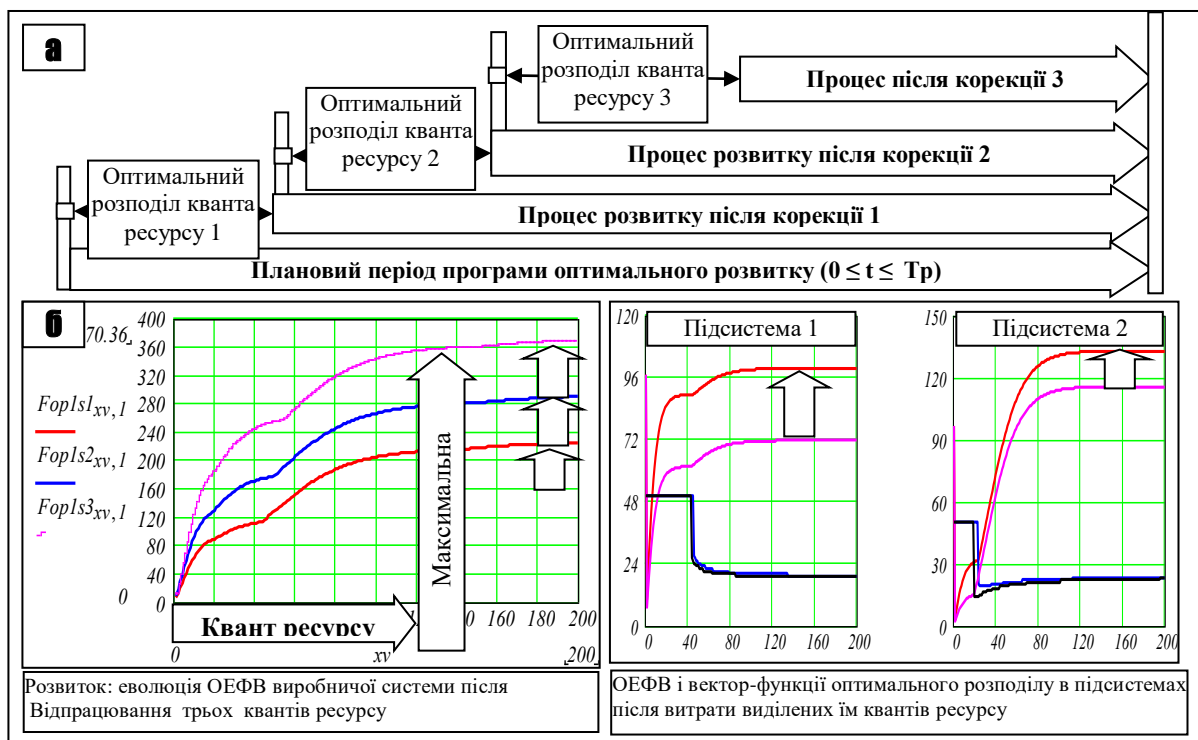 а
Оптимальний
розподіл кванта
ресурсу 3
Процес після корекції 3
Оптимальний
розподіл кванта
ресурсу 2
Процес розвитку після корекції 2
Оптимальний
розподіл кванта
ресурсу 1
Процес розвитку після корекції 1
Плановий період програми оптимального розвитку (0 ≤ t ≤ Tp)
б
70.36
400
360
320
280
240
200
160
120
80
40
0
0
Fop1s1xv,1
Fop1s2xv,1
Fop1s3xv,1
Максимальна
Квант ресурсу
160 180 200
0
xv
200
Підсистема 1
120
96
72
48
24
0
0 40 80 120 160 200
Підсистема 2
150
120
90
60
30
0
0 40 80 120 160 200
Розвиток: еволюція ОЕФВ виробничої системи після
Відпрацювання трьох квантів ресурсу
ОЕФВ і вектор-функції оптимального розподілу в підсистемах
після витрати виділених їм квантів ресурсу